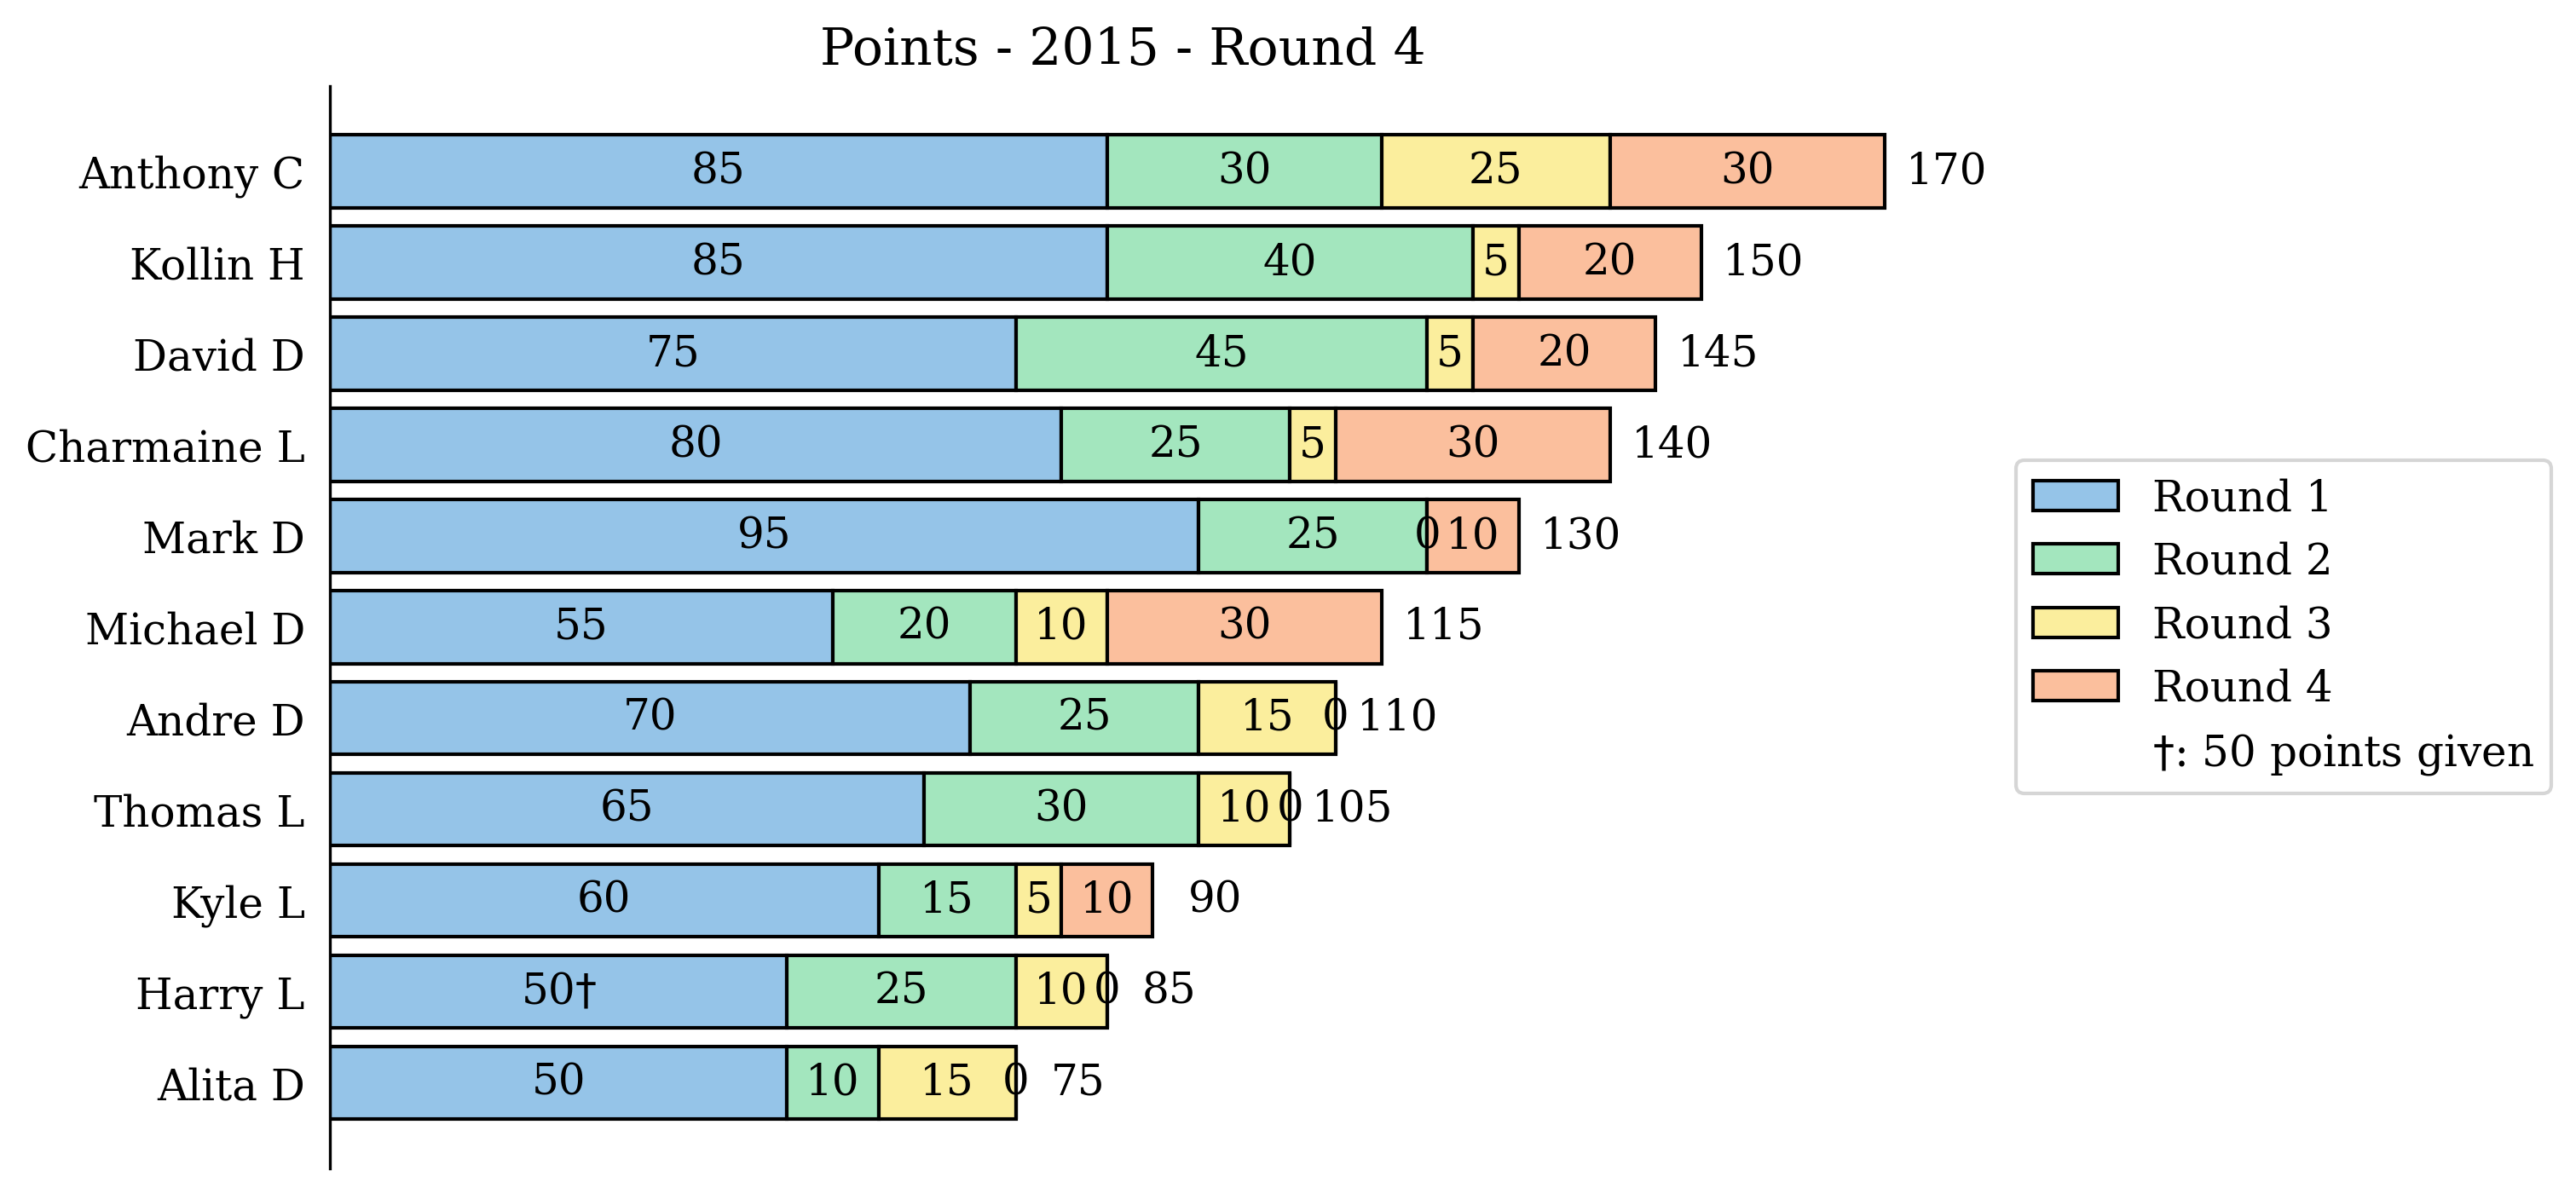 Points - 2015 - Round 4
Anthony C 85 30 25 30 170
Kollin H 85 40 5 20 150
David D 75 45 5 20 145
Charmaine L 80 25 5 30 140
Mark D 95 25 0 10 130
Michael D 55 20 10 30 115
Andre D 70 25 15 0 110
Thomas L 65 30 10 0 105
Kyle L 60 15 5 10 90
Harry L 50† 25 10 0 85
Alita D 50 10 15 0 75
Round 1
Round 2
Round 3
Round 4
†: 50 points given